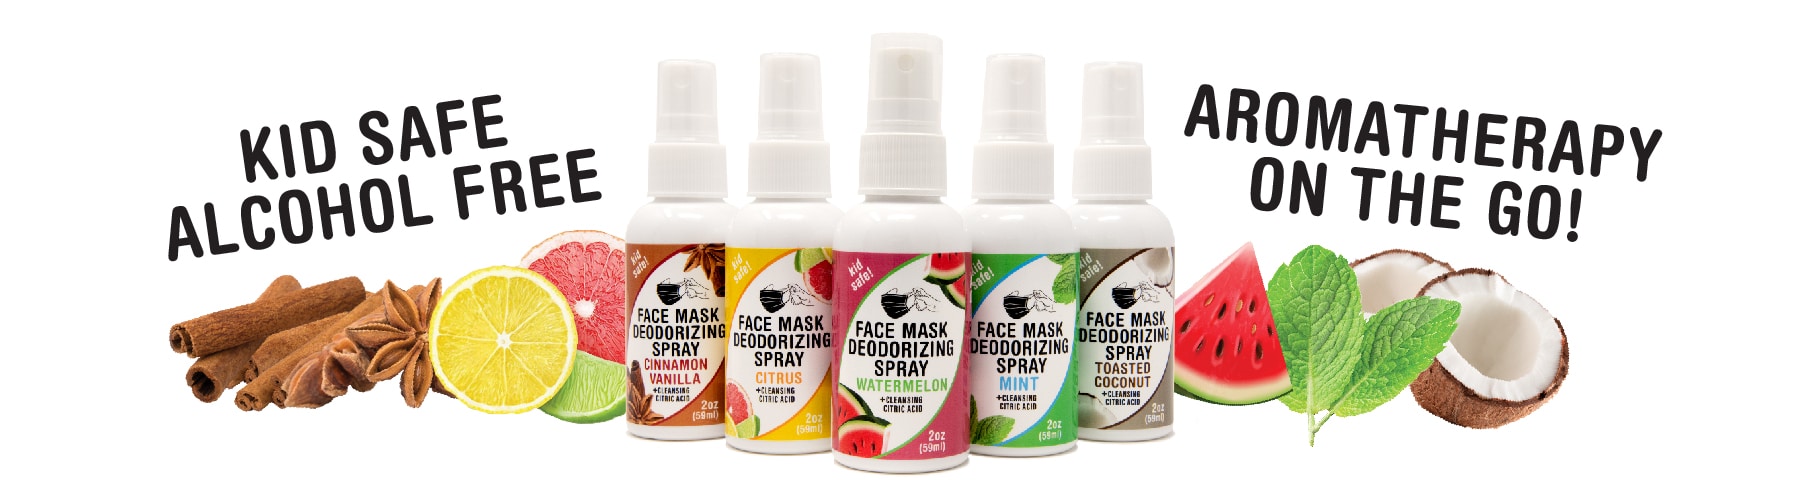 KID SAFE
ALCOHOL FREE
kid
safe!
FACE MASK
DEODORIZING
SPRAY
CINNAMON
VANILLA
+CLEANSING
CITRIC ACID
2oz
(59ml)
kid
safe!
FACE MASK
DEODORIZING
SPRAY
CITRUS
+CLEANSING
CITRIC ACID
2oz
(59ml)
kid
safe!
FACE MASK
DEODORIZING
SPRAY
WATERMELON
+CLEANSING
CITRIC ACID
2oz
(59ml)
kid
safe!
FACE MASK
DEODORIZING
SPRAY
MINT
+CLEANSING
CITRIC ACID
2oz
(59ml)
kid
safe!
FACE MASK
DEODORIZING
SPRAY
TOASTED
COCONUT
+CLEANSING
CITRIC ACID
2oz
(59ml)
AROMATHERAPY
ON THE GO!